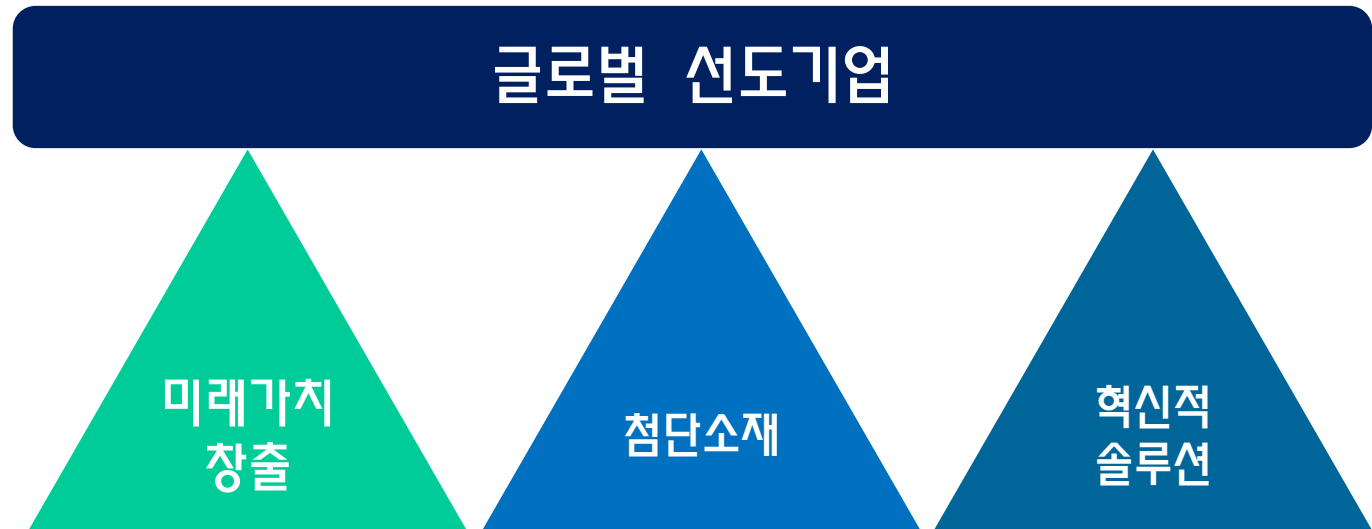 글로벌 선도기업
미래가치
창출
첨단소재
혁신적
솔루션